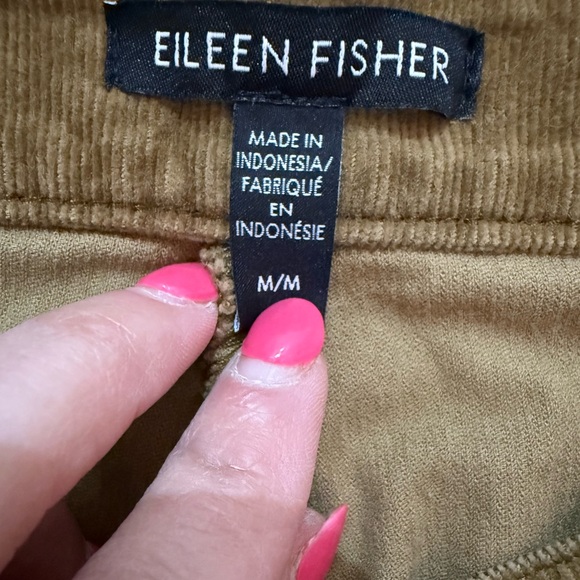 EILEEN FISHER
MADE IN
INDONESIA/
FABRIQUÉ
EN
INDONÉSIE
M/M